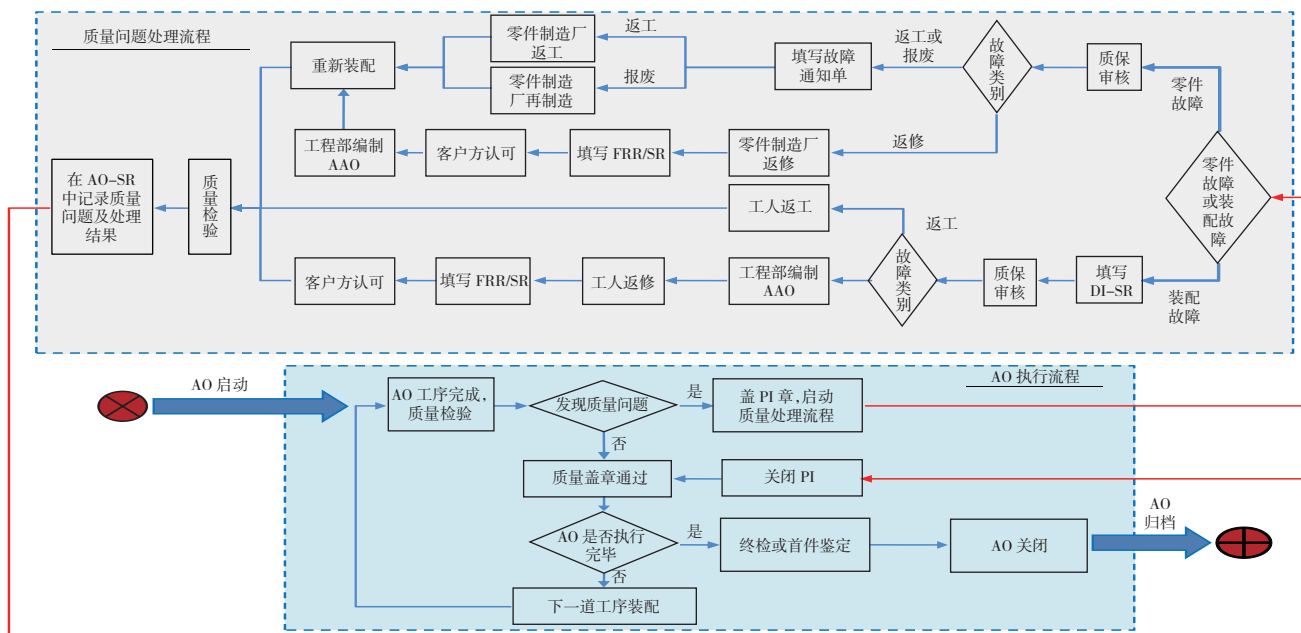 质量问题处理流程
重新装配
零件制造厂
返工
返工
零件制造
厂再制造
报废
填写故障
通知单
返工或
报废
故障类别
质保
审核
零件
故障
工程部编制
AAO
客户方认可
填写 FRR/SR
零件制造厂
返修
返修
零件
故障
或装
配故
障
在 AO-SR
中记录质量
问题及处理
结果
质量检验
工人返工
返工
客户方认可
填写 FRR/SR
工人返修
工程部编制
AAO
故障类别
质保
审核
填写
DI-SR
装配
故障
AO 启动
AO 执行流程
AO 工序完成,
质量检验
发现质量问题
是
盖 PI 章,启动
质量处理流程
否
质量盖章通过
关闭 PI
AO 是否执行
完毕
是
终检或首件鉴定
AO 关闭
AO
归档
否
下一道工序装配